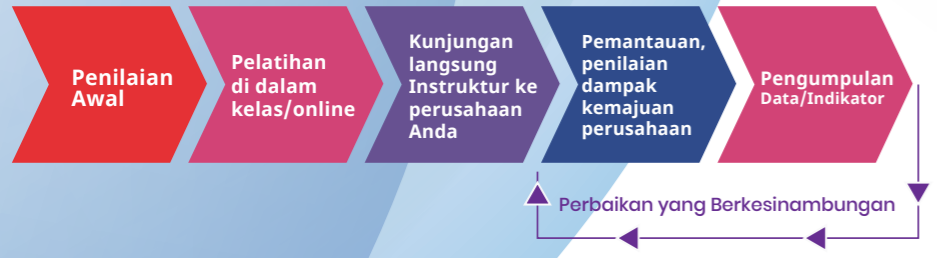 Penilaian
Awal
Pelatihan
di dalam
kelas/online
Kunjungan
langsung
Instruktur ke
perusahaan
Anda
Pemantauan,
penilaian
dampak
kemajuan
perusahaan
Pengumpulan
Data/Indikator
Perbaikan yang Berkesinambungan